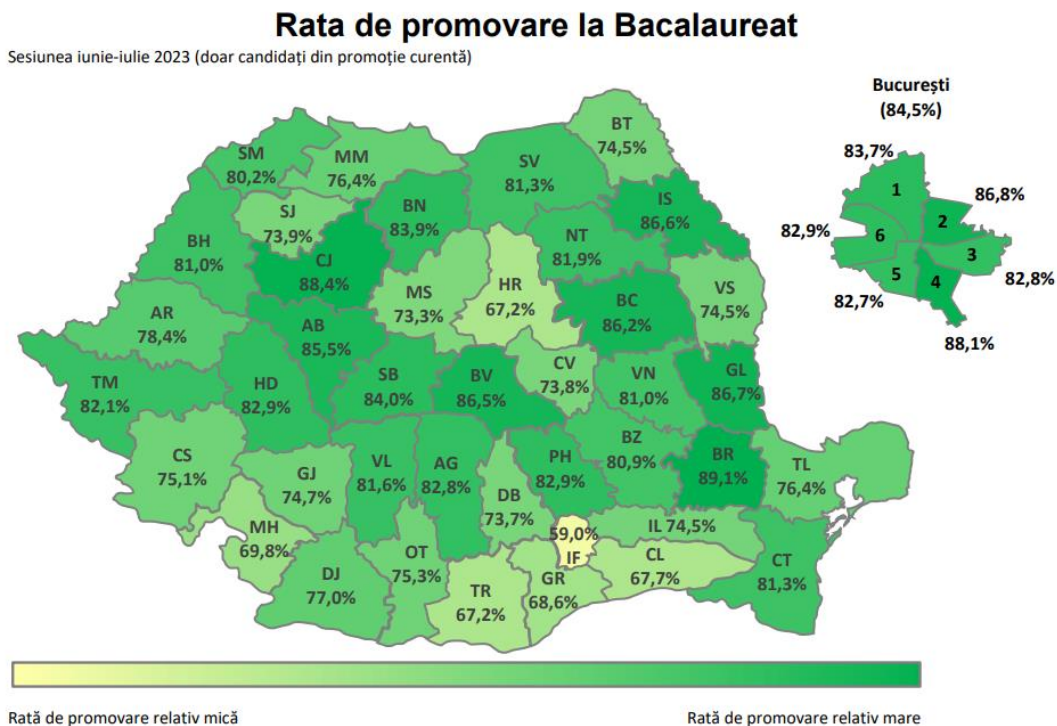 Rata de promovare la Bacalaureat
Sesiunea iunie-iulie 2023 (doar candidați din promoție curentă)
București
(84,5%)
83,7%
1
86,8%
2
82,9%
6
3
5
4
82,8%
82,7%
88,1%
BT
74,5%
SM
80,2%
MM
76,4%
SV
81,3%
IS
86,6%
SJ
73,9%
BN
83,9%
NT
81,9%
BH
81,0%
CJ
88,4%
MS
73,3%
HR
67,2%
BC
86,2%
VS
74,5%
AR
78,4%
AB
85,5%
TM
82,1%
HD
82,9%
SB
84,0%
BV
86,5%
CV
73,8%
VN
81,0%
GL
86,7%
CS
75,1%
GJ
74,7%
VL
81,6%
AG
82,8%
DB
73,7%
PH
82,9%
BZ
80,9%
BR
89,1%
TL
76,4%
MH
69,8%
DJ
77,0%
OT
75,3%
TR
67,2%
GR
68,6%
59,0%
IF
IL 74,5%
CL
67,7%
CT
81,3%
Rată de promovare relativ mică
Rată de promovare relativ mare